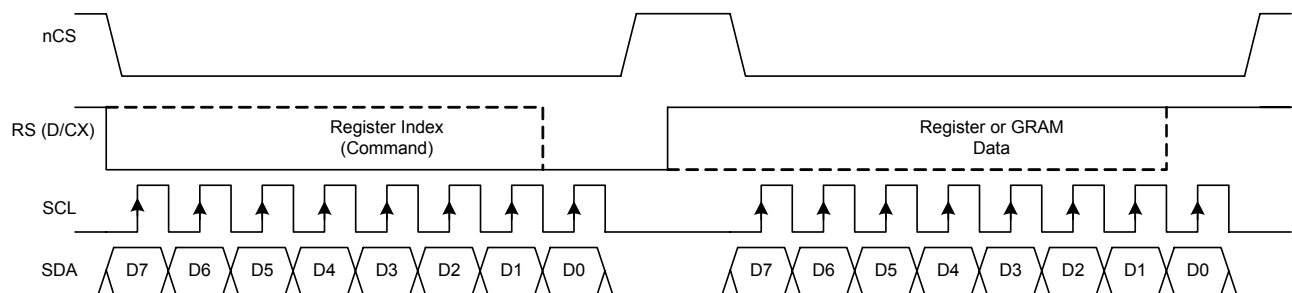 nCS
RS (D/CX)
Register Index
(Command)
Register or GRAM
Data
SCL
SDA
D7 D6 D5 D4 D3 D2 D1 D0 D7 D6 D5 D4 D3 D2 D1 D0